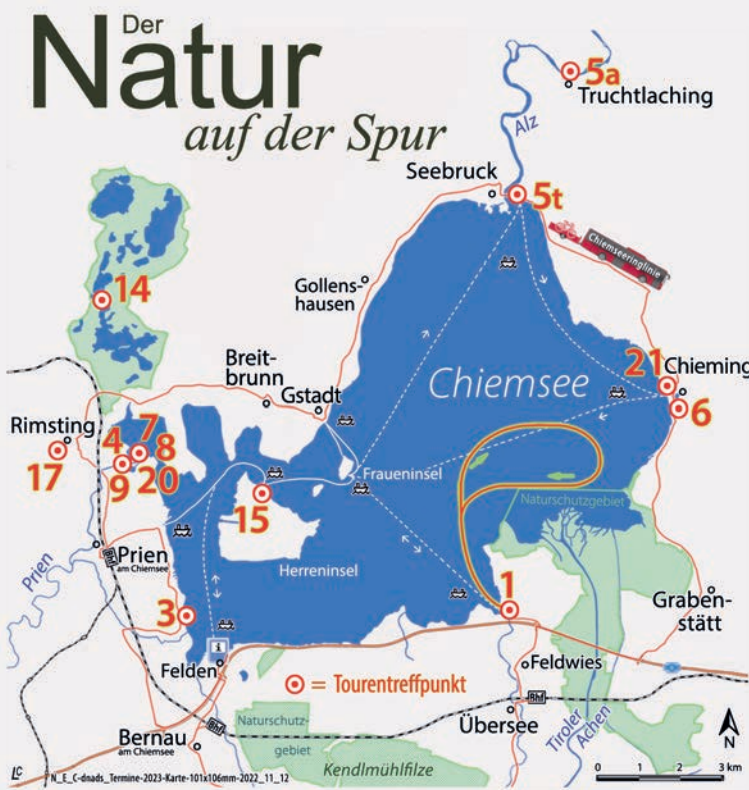 Der
Natur
auf der Spur
5a
Truchtlaching
Alz
Seebruck
5t
Chiemseeringlinie
14
Gollens-
hausen
Breit-
brunn
Gstadt
Chiemsee
21
Chieming
6
Rimsting
17
4
7
8
9
20
15
Fraueninsel
Naturschutzgebiet
Prien
Bhf
Prien
am Chiemsee
Herreninsel
1
3
Graben-
stätt
i
Felden
= Tourentreffpunkt
Feldwies
Bhf
Bhf
Übersee
Tiroler
Achen
Naturschutz-
gebiet
Bernau
am Chiemsee
Kendlmühlfilze
N
LC
N_E_C-dnads_Termine-2023-Karte-101x106mm-2022_11_12
0 1 2 3 km